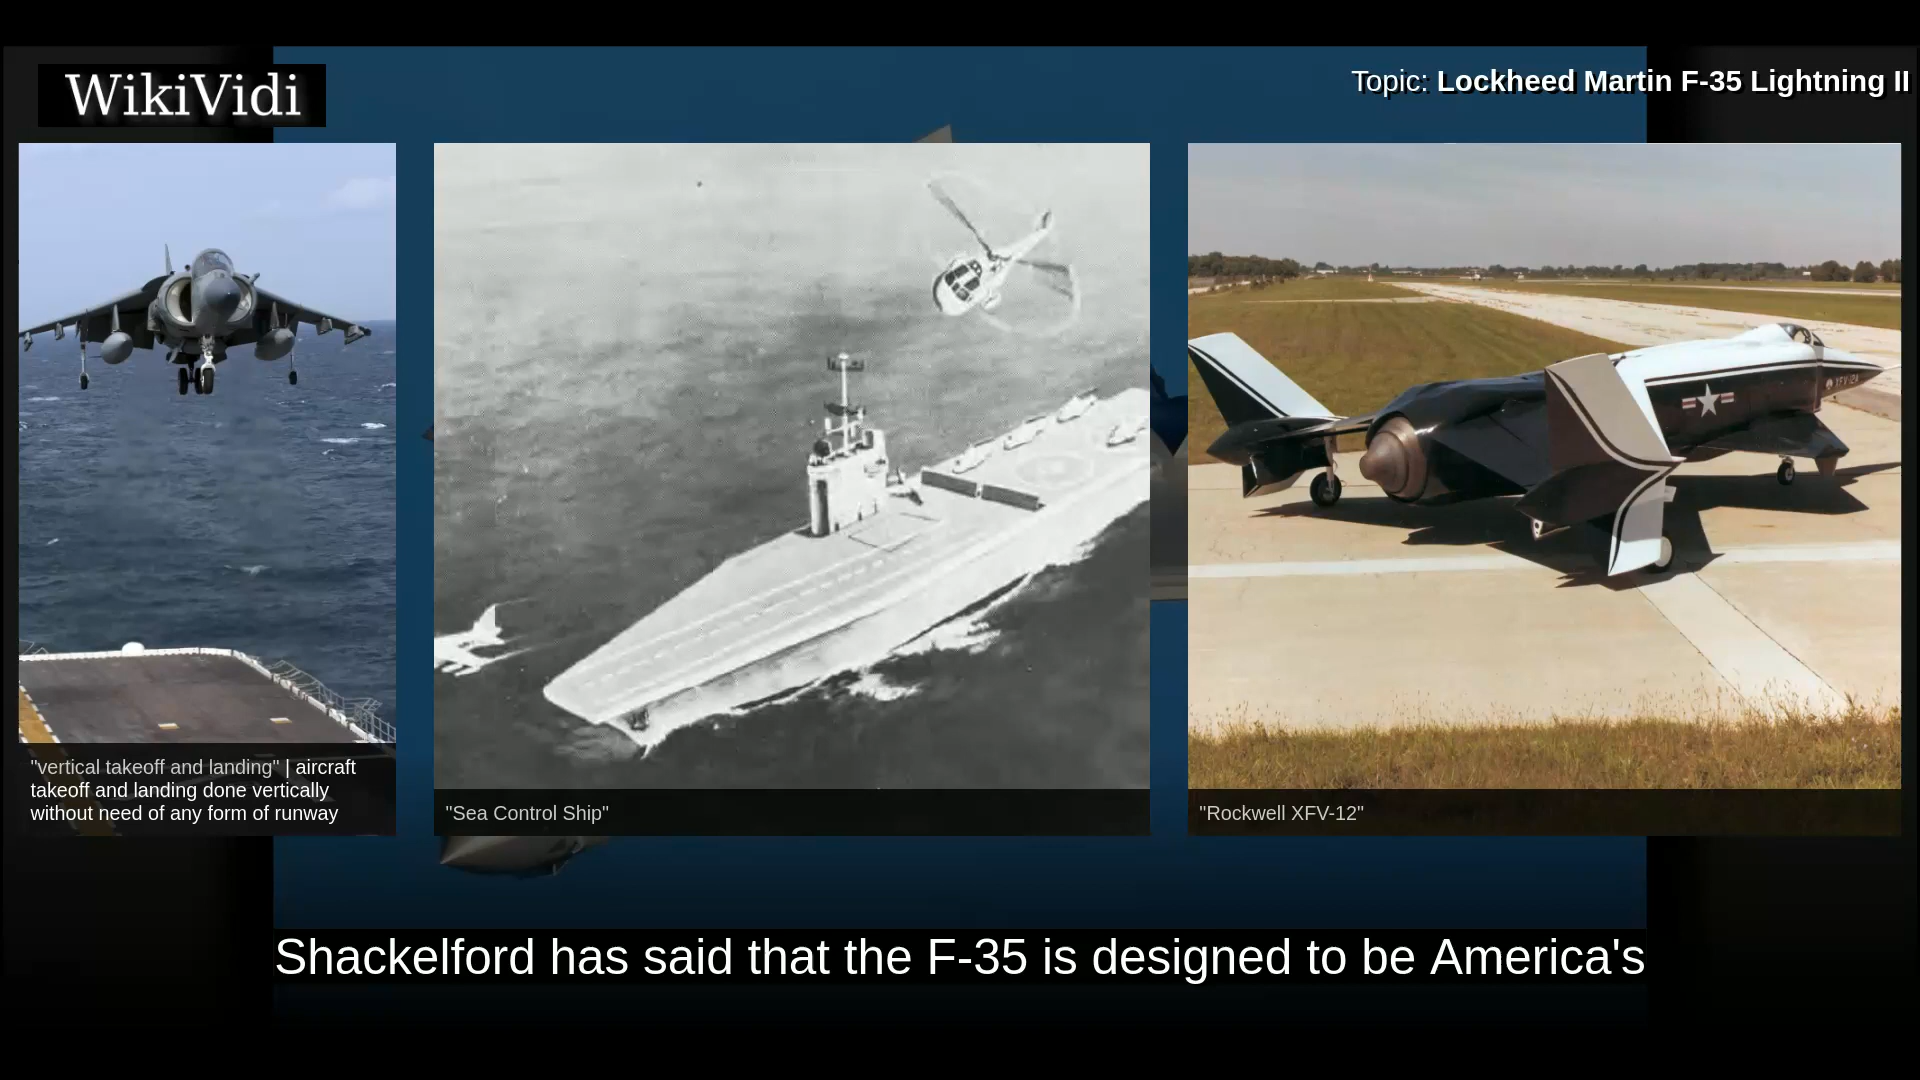 WikiVidi
Topic: Lockheed Martin F-35 Lightning II
XFV-12A
"vertical takeoff and landing" | aircraft
takeoff and landing done vertically
without need of any form of runway
"Sea Control Ship"
"Rockwell XFV-12"
Shackelford has said that the F-35 is designed to be America's